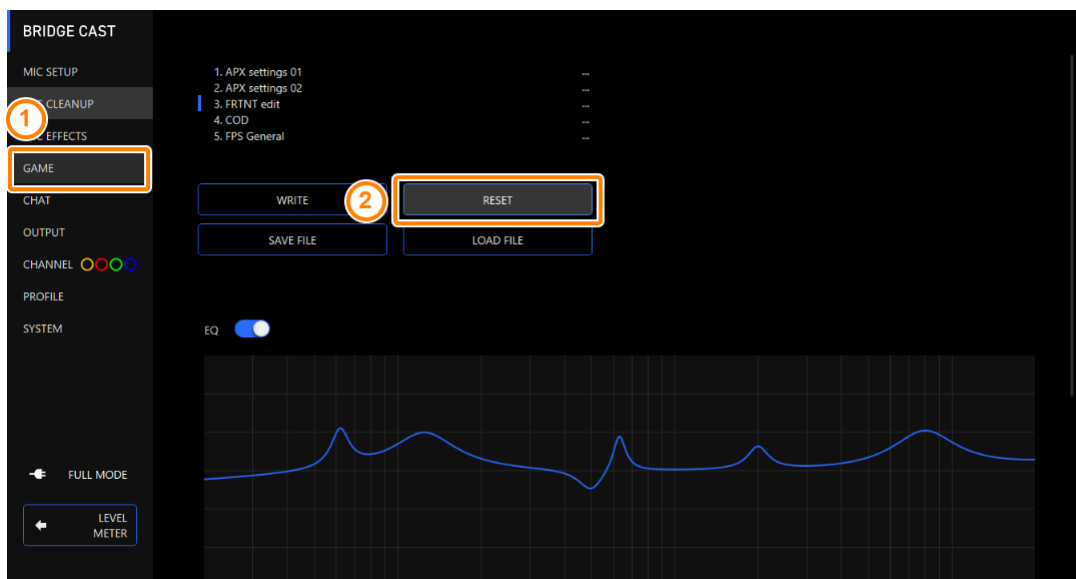 BRIDGE CAST
MIC SETUP
CLEANUP
EFFECTS
GAME
CHAT
OUTPUT
CHANNEL
PROFILE
SYSTEM
FULL MODE
LEVEL
METER
1
1. APX settings 01 ...
2. APX settings 02 ...
3. FRTNT edit ...
4. COD ...
5. FPS General ...
WRITE
2
RESET
SAVE FILE
LOAD FILE
EQ